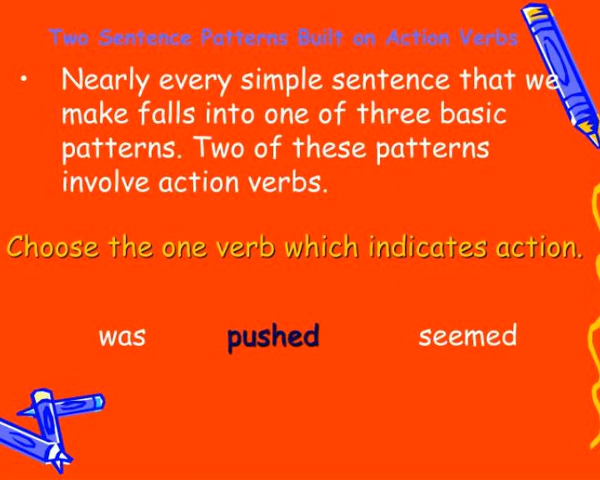 Two Sentence Patterns Built on Action Verbs
• Nearly every simple sentence that we
make falls into one of three basic
patterns. Two of these patterns
involve action verbs.
Choose the one verb which indicates action.
was pushed seemed